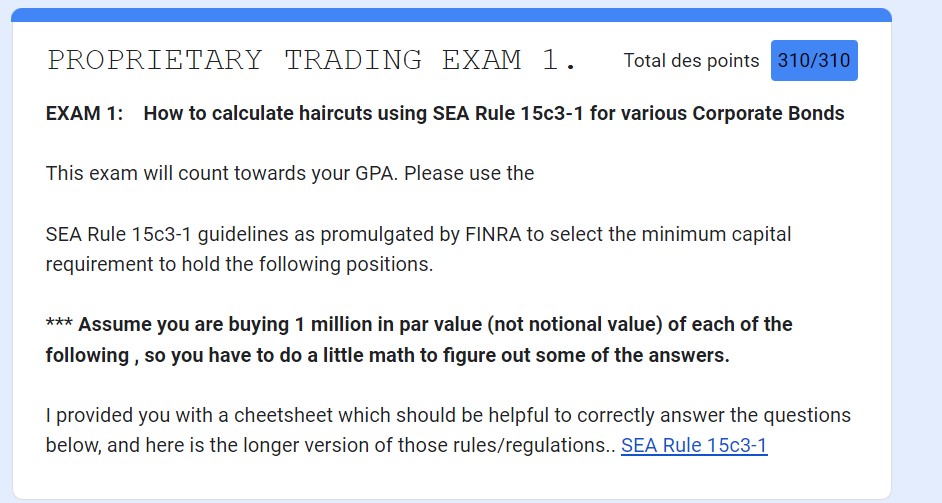 PROPRIETARY TRADING EXAM 1.
Total des points 310/310
EXAM 1: How to calculate haircuts using SEA Rule 15c3-1 for various Corporate Bonds
This exam will count towards your GPA. Please use the
SEA Rule 15c3-1 guidelines as promulgated by FINRA to select the minimum capital
requirement to hold the following positions.
*** Assume you are buying 1 million in par value (not notional value) of each of the
following , so you have to do a little math to figure out some of the answers.
I provided you with a cheetsheet which should be helpful to correctly answer the questions
below, and here is the longer version of those rules/regulations.. SEA Rule 15c3-1